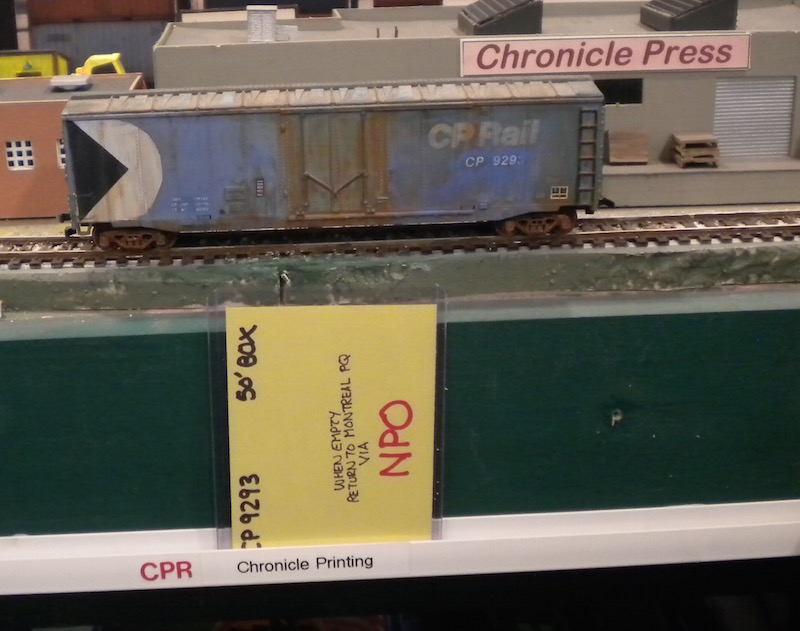 Chronicle Press
CP Rail
CP 929
CP 9293 50' BOX
WHEN EMPTY
RETURN TO MONTREAL PQ
VIA
NPO
CPR Chronicle Printing